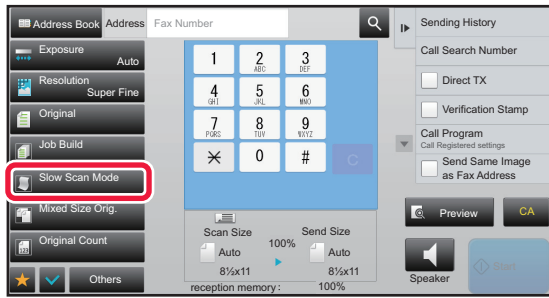 Address Book
Address
Fax Number
Sending History
Exposure
Auto
Call Search Number
Resolution
Super Fine
Direct TX
Original
Verification Stamp
Job Build
Call Program
Call Registered settings
Slow Scan Mode
Send Same Image
as Fax Address
Mixed Size Orig.
Original Count
Others
1
2
ABC
3
DEF
4
GHI
5
JKL
6
MNO
7
PQRS
8
TUV
9
WXYZ
0
#
C
Scan Size
Send Size
100%
Auto
Auto
8½x11
8½x11
reception memory: 100%
Preview
CA
Speaker
Start